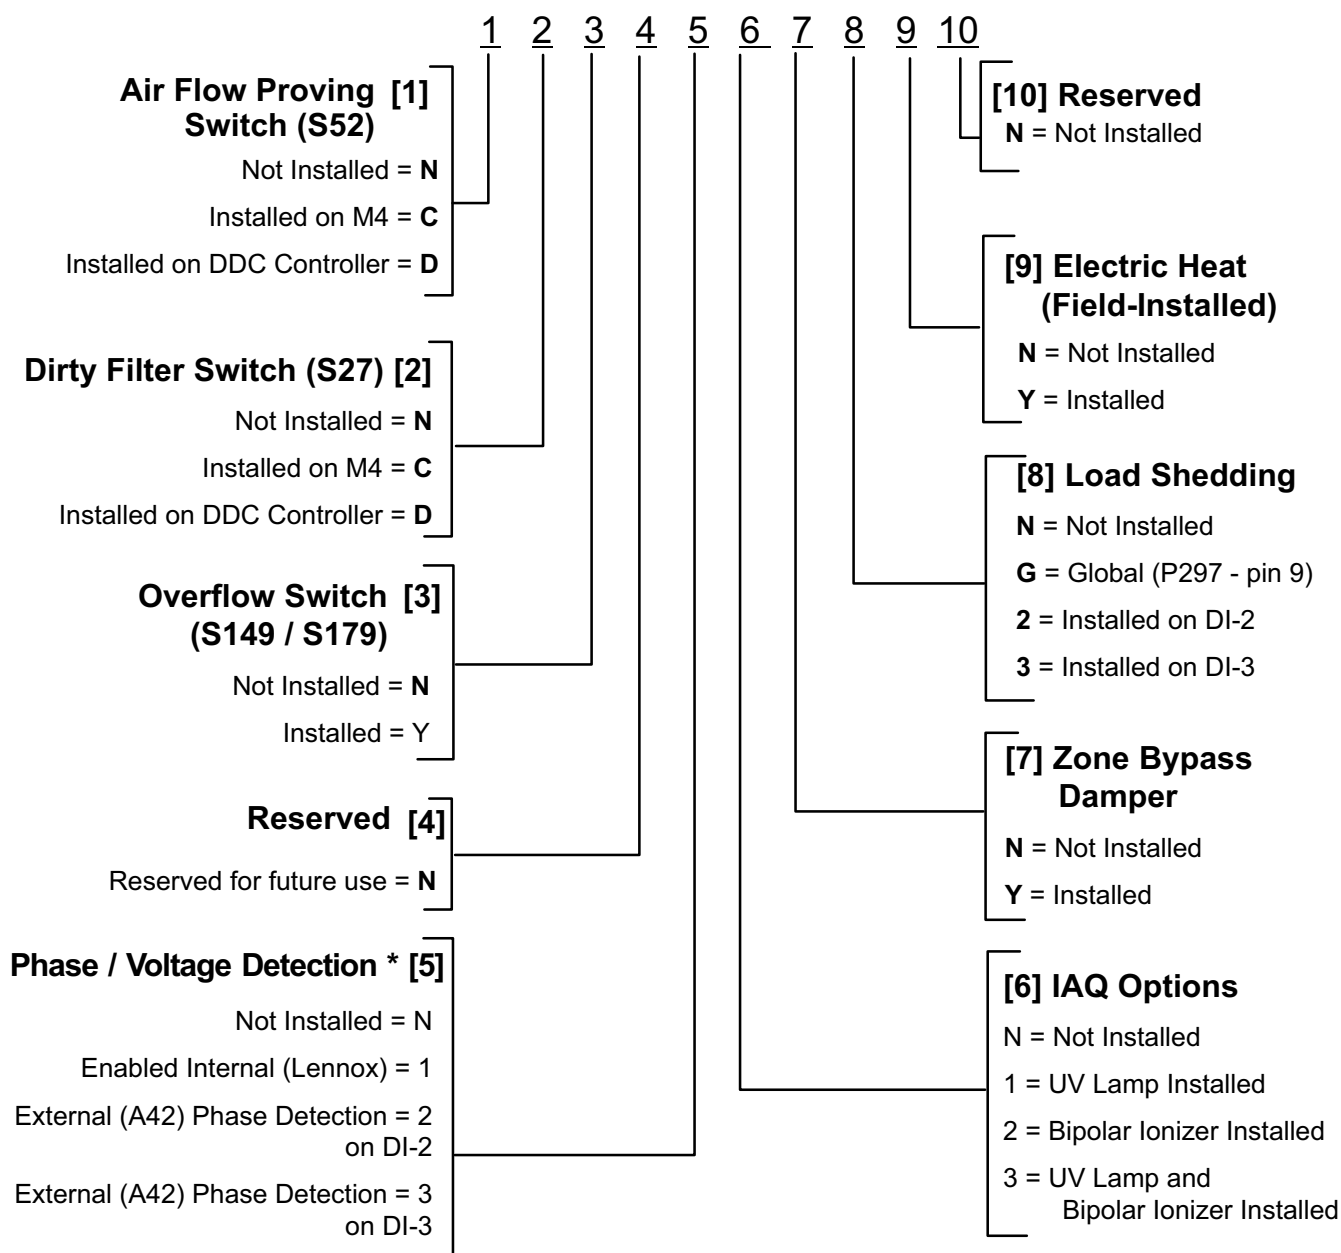 1 2 3 4 5 6 7 8 9 10
Air Flow Proving [1]
Switch (S52)
Not Installed = N
Installed on M4 = C
Installed on DDC Controller = D
Dirty Filter Switch (S27) [2]
Not Installed = N
Installed on M4 = C
Installed on DDC Controller = D
Overflow Switch [3]
(S149 / S179)
Not Installed = N
Installed = Y
Reserved [4]
Reserved for future use = N
Phase / Voltage Detection * [5]
Not Installed = N
Enabled Internal (Lennox) = 1
External (A42) Phase Detection = 2
on DI-2
External (A42) Phase Detection = 3
on DI-3
[10] Reserved
N = Not Installed
[9] Electric Heat
(Field-Installed)
N = Not Installed
Y = Installed
[8] Load Shedding
N = Not Installed
G = Global (P297 - pin 9)
2 = Installed on DI-2
3 = Installed on DI-3
[7] Zone Bypass
Damper
N = Not Installed
Y = Installed
[6] IAQ Options
N = Not Installed
1 = UV Lamp Installed
2 = Bipolar Ionizer Installed
3 = UV Lamp and
Bipolar Ionizer Installed